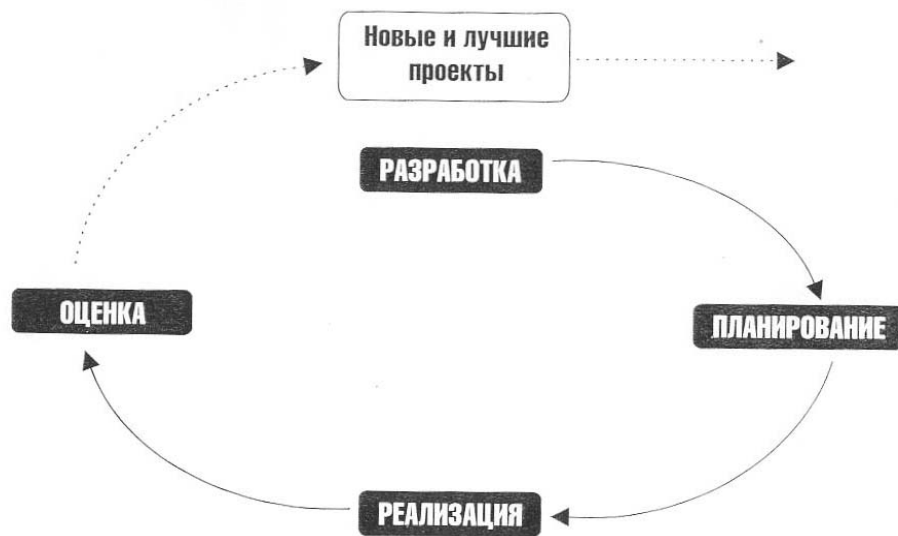 Новые и лучшие
проекты
РАЗРАБОТКА
ОЦЕНКА
ПЛАНИРОВАНИЕ
РЕАЛИЗАЦИЯ